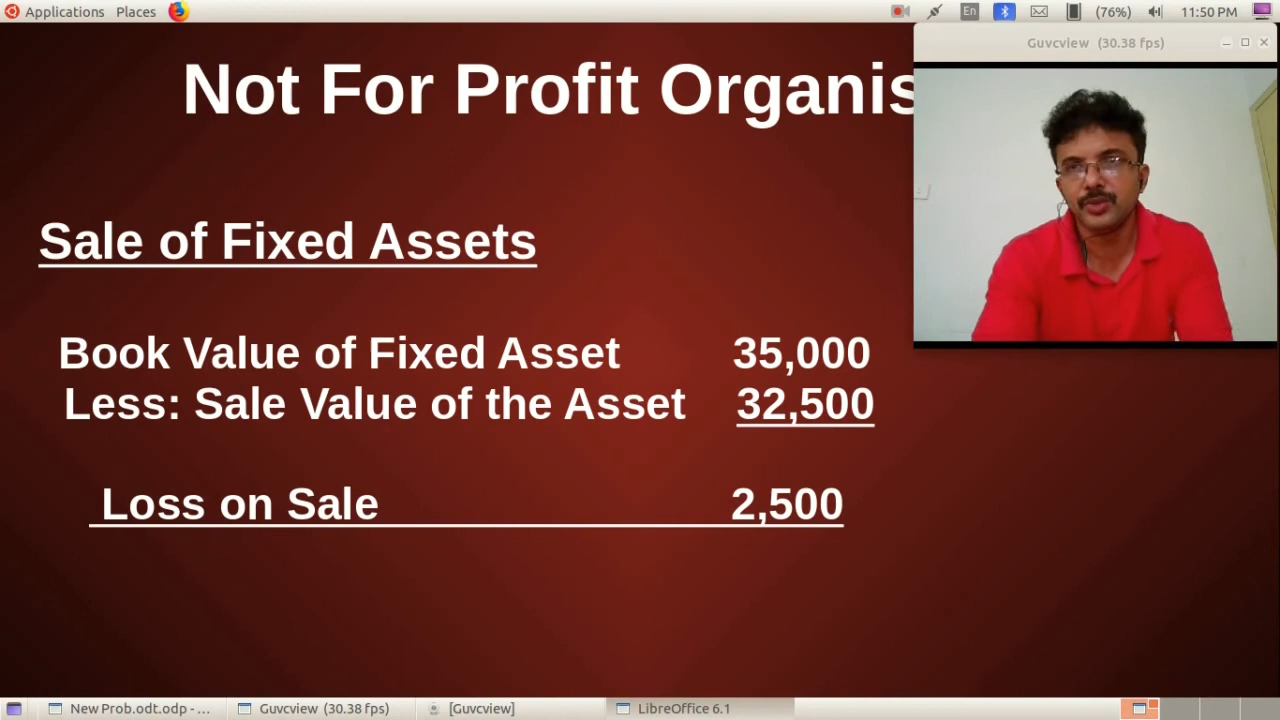 Applications Places En (76%) 11:50 PM
Guvcview (30.38 fps)
Not For Profit Organis
Sale of Fixed Assets
Book Value of Fixed Asset 35,000
Less: Sale Value of the Asset 32,500
Loss on Sale 2,500
New Prob.odt.odp - ... Guvcview (30.38 fps) [Guvcview] LibreOffice 6.1